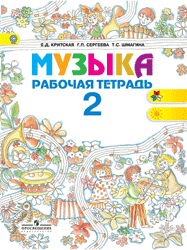 Е.Д. КРИТСКАЯ Г.П. СЕРГЕЕВА Т.С. ШМАГИНА
МУЗЫКА
РАБОЧАЯ ТЕТРАДЬ
2
ПРОСВЕЩЕНИЕ